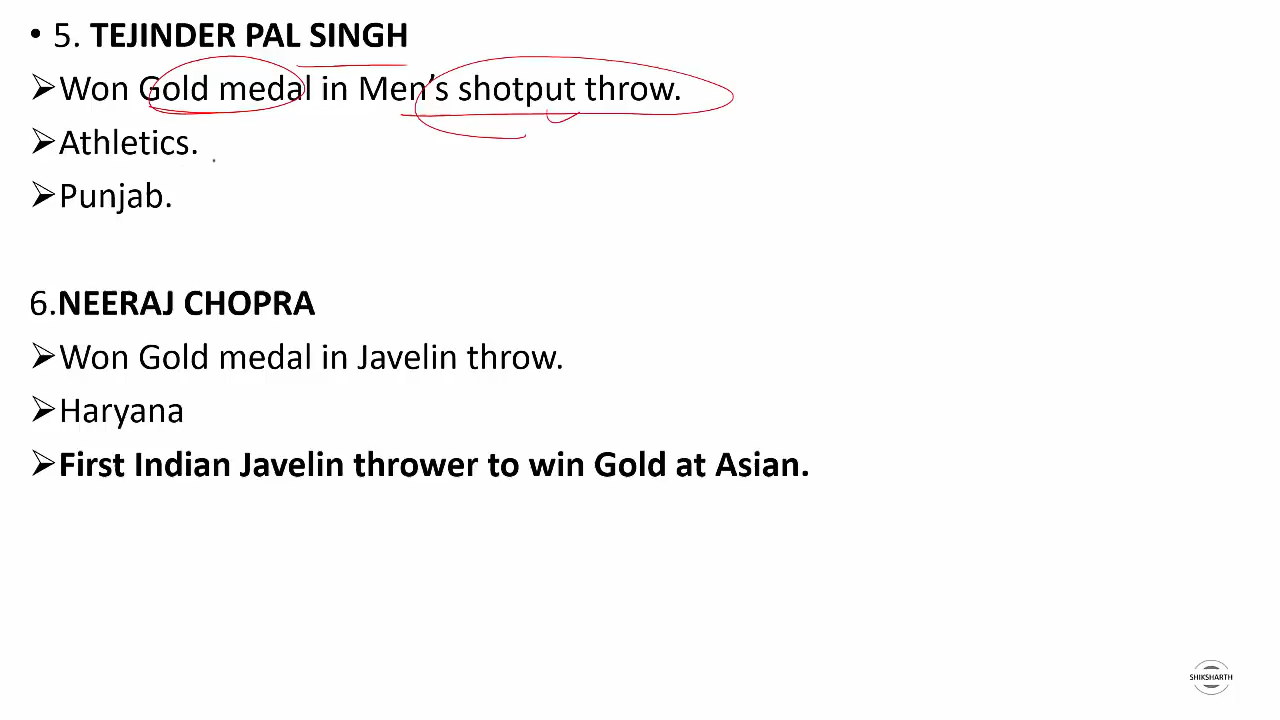 • 5. TEJINDER PAL SINGH
➢Won Gold medal in Men's shotput throw.
➢Athletics.
➢Punjab.
6.NEERAJ CHOPRA
➢Won Gold medal in Javelin throw.
➢Haryana
➢First Indian Javelin thrower to win Gold at Asian.
SHIKSHARTH